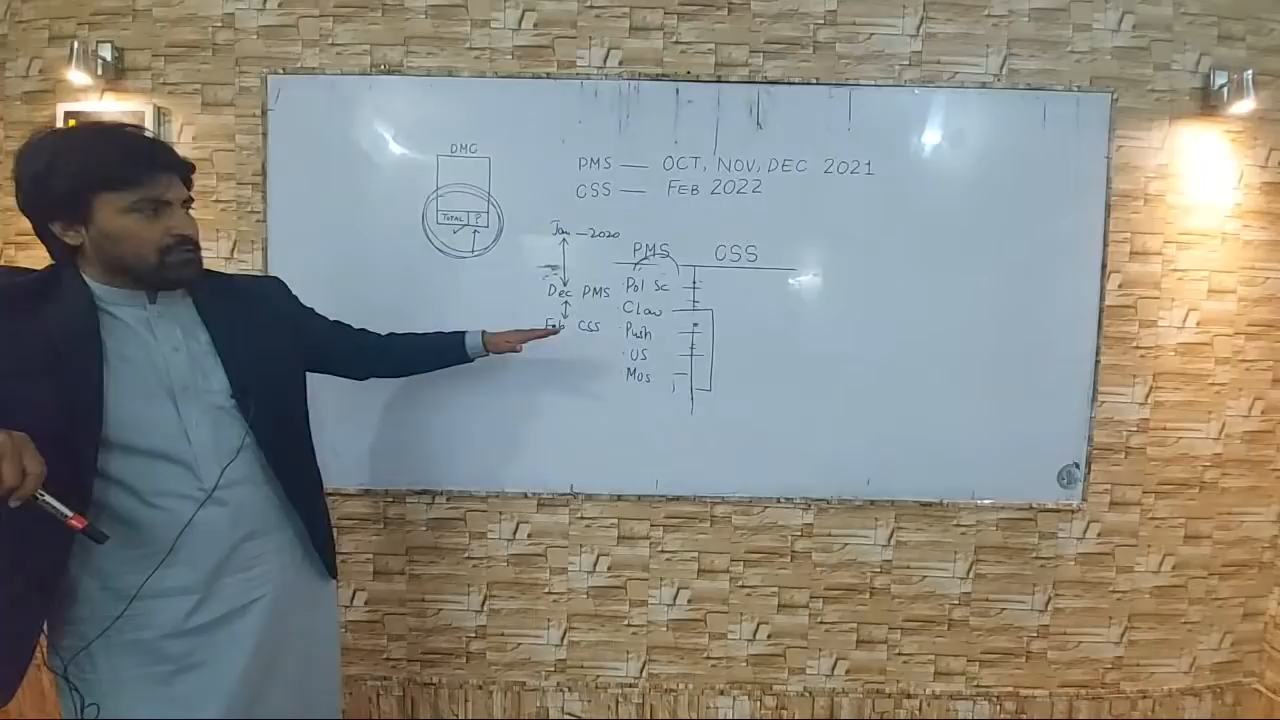 DMC
TOTAL ?
PMS — OCT, NOV, DEC 2021
CSS — FEB 2022
Jan - 2020
Dec PMS
Feb CSS
PMS CSS
Pol Sc
C law
Push
US
Mos